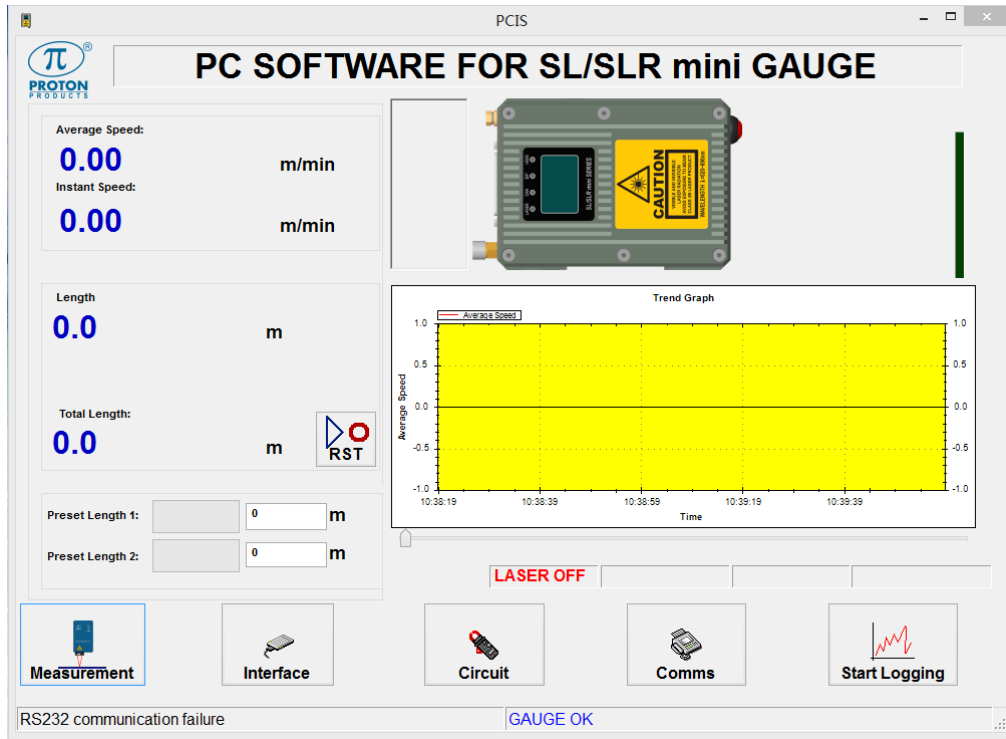 PCIS
π ®
PROTON
PRODUCTS
PC SOFTWARE FOR SL/SLR mini GAUGE
Average Speed:
0.00 m/min
Instant Speed:
0.00 m/min
SL/SLR mini SERIES
CAUTION
Length
0.0 m
Total Length:
0.0 m
RST
Preset Length 1: 0 m
Preset Length 2: 0 m
Trend Graph
Average Speed
1.0 1.0
0.5 0.5
0.0 0.0
-0.5 -0.5
-1.0 -1.0
Average Speed
10:38:19 10:38:39 10:38:59 10:39:19 10:39:39
Time
LASER OFF
Measurement Interface Circuit Comms Start Logging
RS232 communication failure GAUGE OK